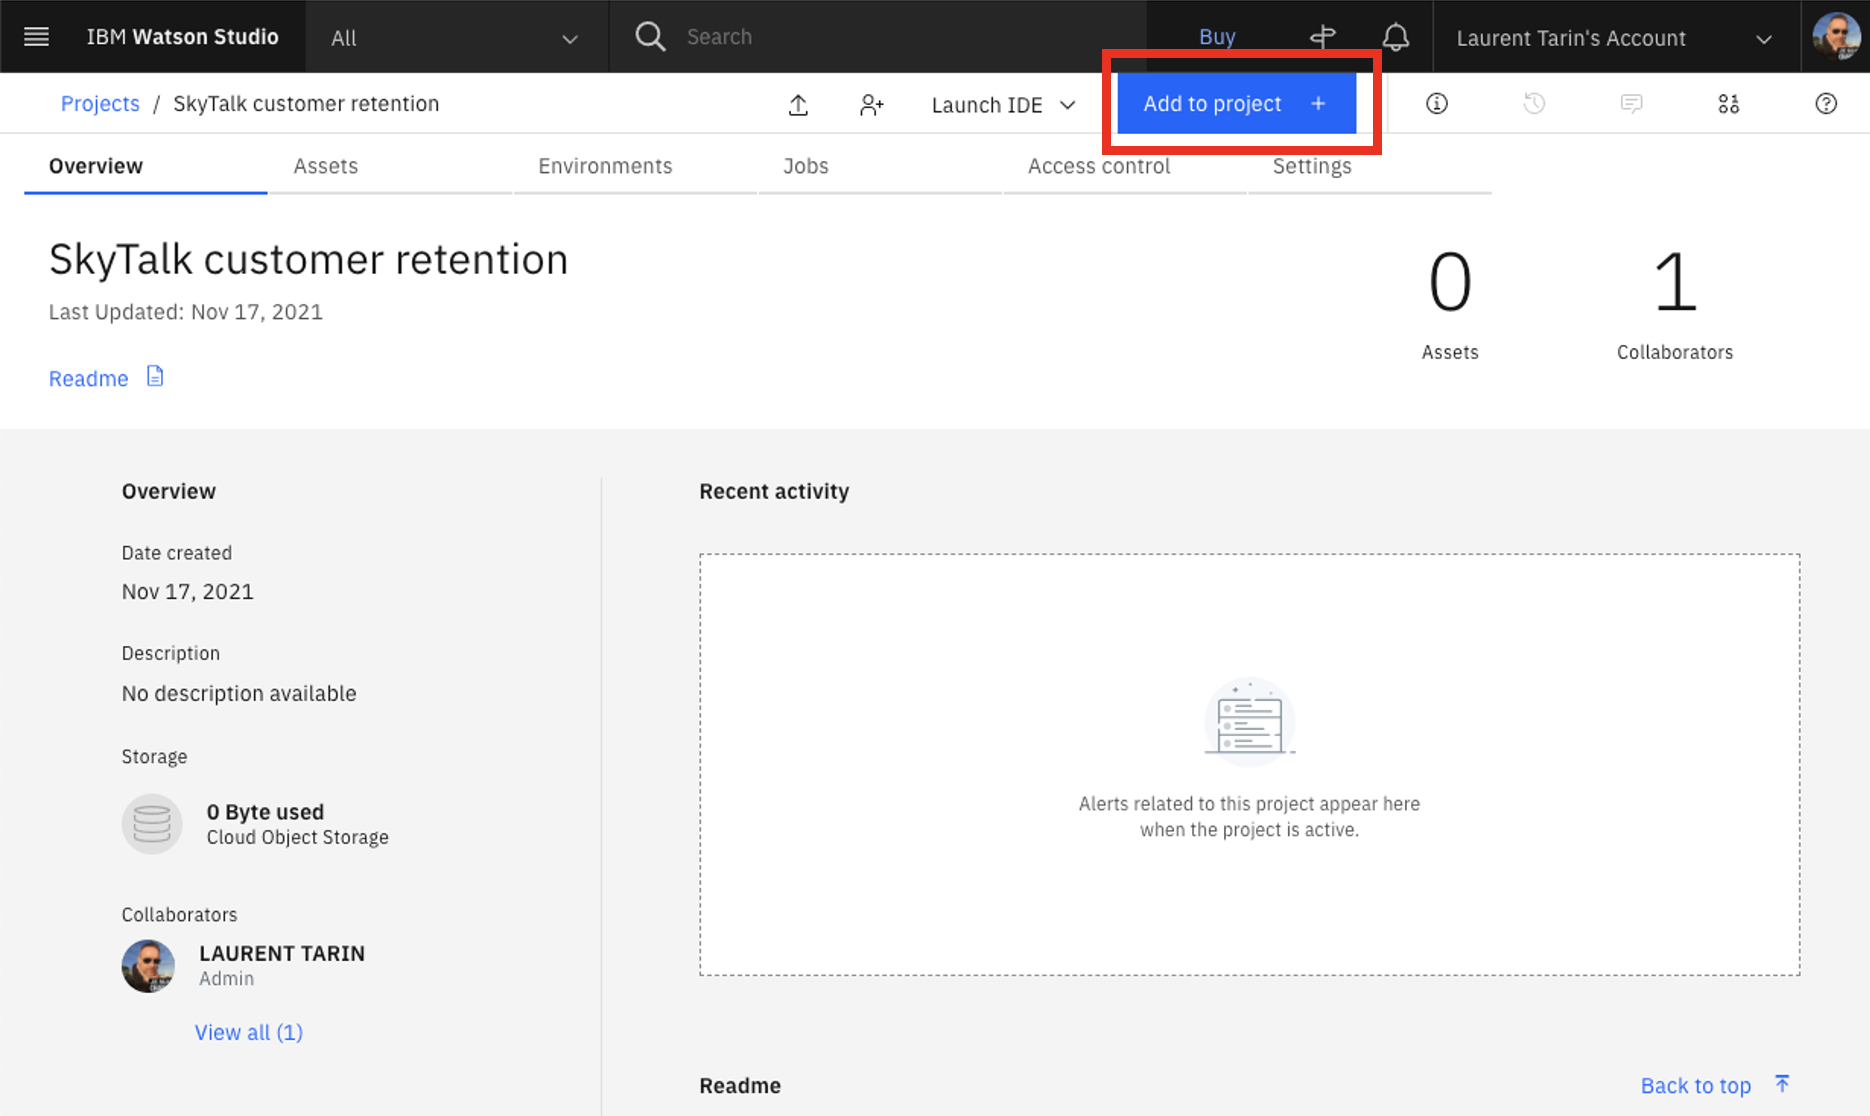 IBM Watson Studio
All
Search
Buy
Laurent Tarin's Account
Projects / SkyTalk customer retention
Launch IDE
Add to project +
Overview
Assets
Environments
Jobs
Access control
Settings
SkyTalk customer retention
Last Updated: Nov 17, 2021
Readme
0
Assets
1
Collaborators
Overview
Date created
Nov 17, 2021
Description
No description available
Storage
0 Byte used
Cloud Object Storage
Collaborators
LAURENT TARIN
Admin
View all (1)
Recent activity
Alerts related to this project appear here
when the project is active.
Readme
Back to top